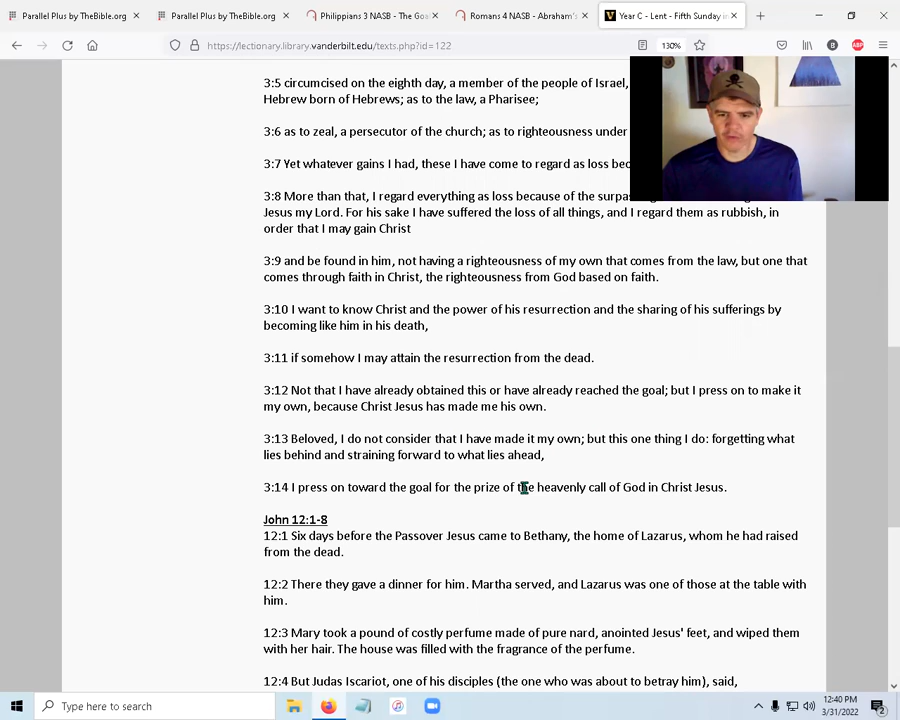 Parallel Plus by TheBible.org
Parallel Plus by TheBible.org
Philippians 3 NASB - The Goa
Romans 4 NASB - Abraham's
Year C - Lent - Fifth Sunday in
https://lectionary.library.vanderbilt.edu/texts.php?id=122
130%
B
ABP
3:5 circumcised on the eighth day, a member of the people of Israel,
Hebrew born of Hebrews; as to the law, a Pharisee;
3:6 as to zeal, a persecutor of the church; as to righteousness under
3:7 Yet whatever gains I had, these I have come to regard as loss bec
3:8 More than that, I regard everything as loss because of the surpas
Jesus my Lord. For his sake I have suffered the loss of all things, and I regard them as rubbish, in
order that I may gain Christ
3:9 and be found in him, not having a righteousness of my own that comes from the law, but one that
comes through faith in Christ, the righteousness from God based on faith.
3:10 I want to know Christ and the power of his resurrection and the sharing of his sufferings by
becoming like him in his death,
3:11 if somehow I may attain the resurrection from the dead.
3:12 Not that I have already obtained this or have already reached the goal; but I press on to make it
my own, because Christ Jesus has made me his own.
3:13 Beloved, I do not consider that I have made it my own; but this one thing I do: forgetting what
lies behind and straining forward to what lies ahead,
3:14 I press on toward the goal for the prize of the heavenly call of God in Christ Jesus.
John 12:1-8
12:1 Six days before the Passover Jesus came to Bethany, the home of Lazarus, whom he had raised
from the dead.
12:2 There they gave a dinner for him. Martha served, and Lazarus was one of those at the table with
him.
12:3 Mary took a pound of costly perfume made of pure nard, anointed Jesus' feet, and wiped them
with her hair. The house was filled with the fragrance of the perfume.
12:4 But Judas Iscariot, one of his disciples (the one who was about to betray him), said,
Type here to search
12:40 PM
3/31/2022
2